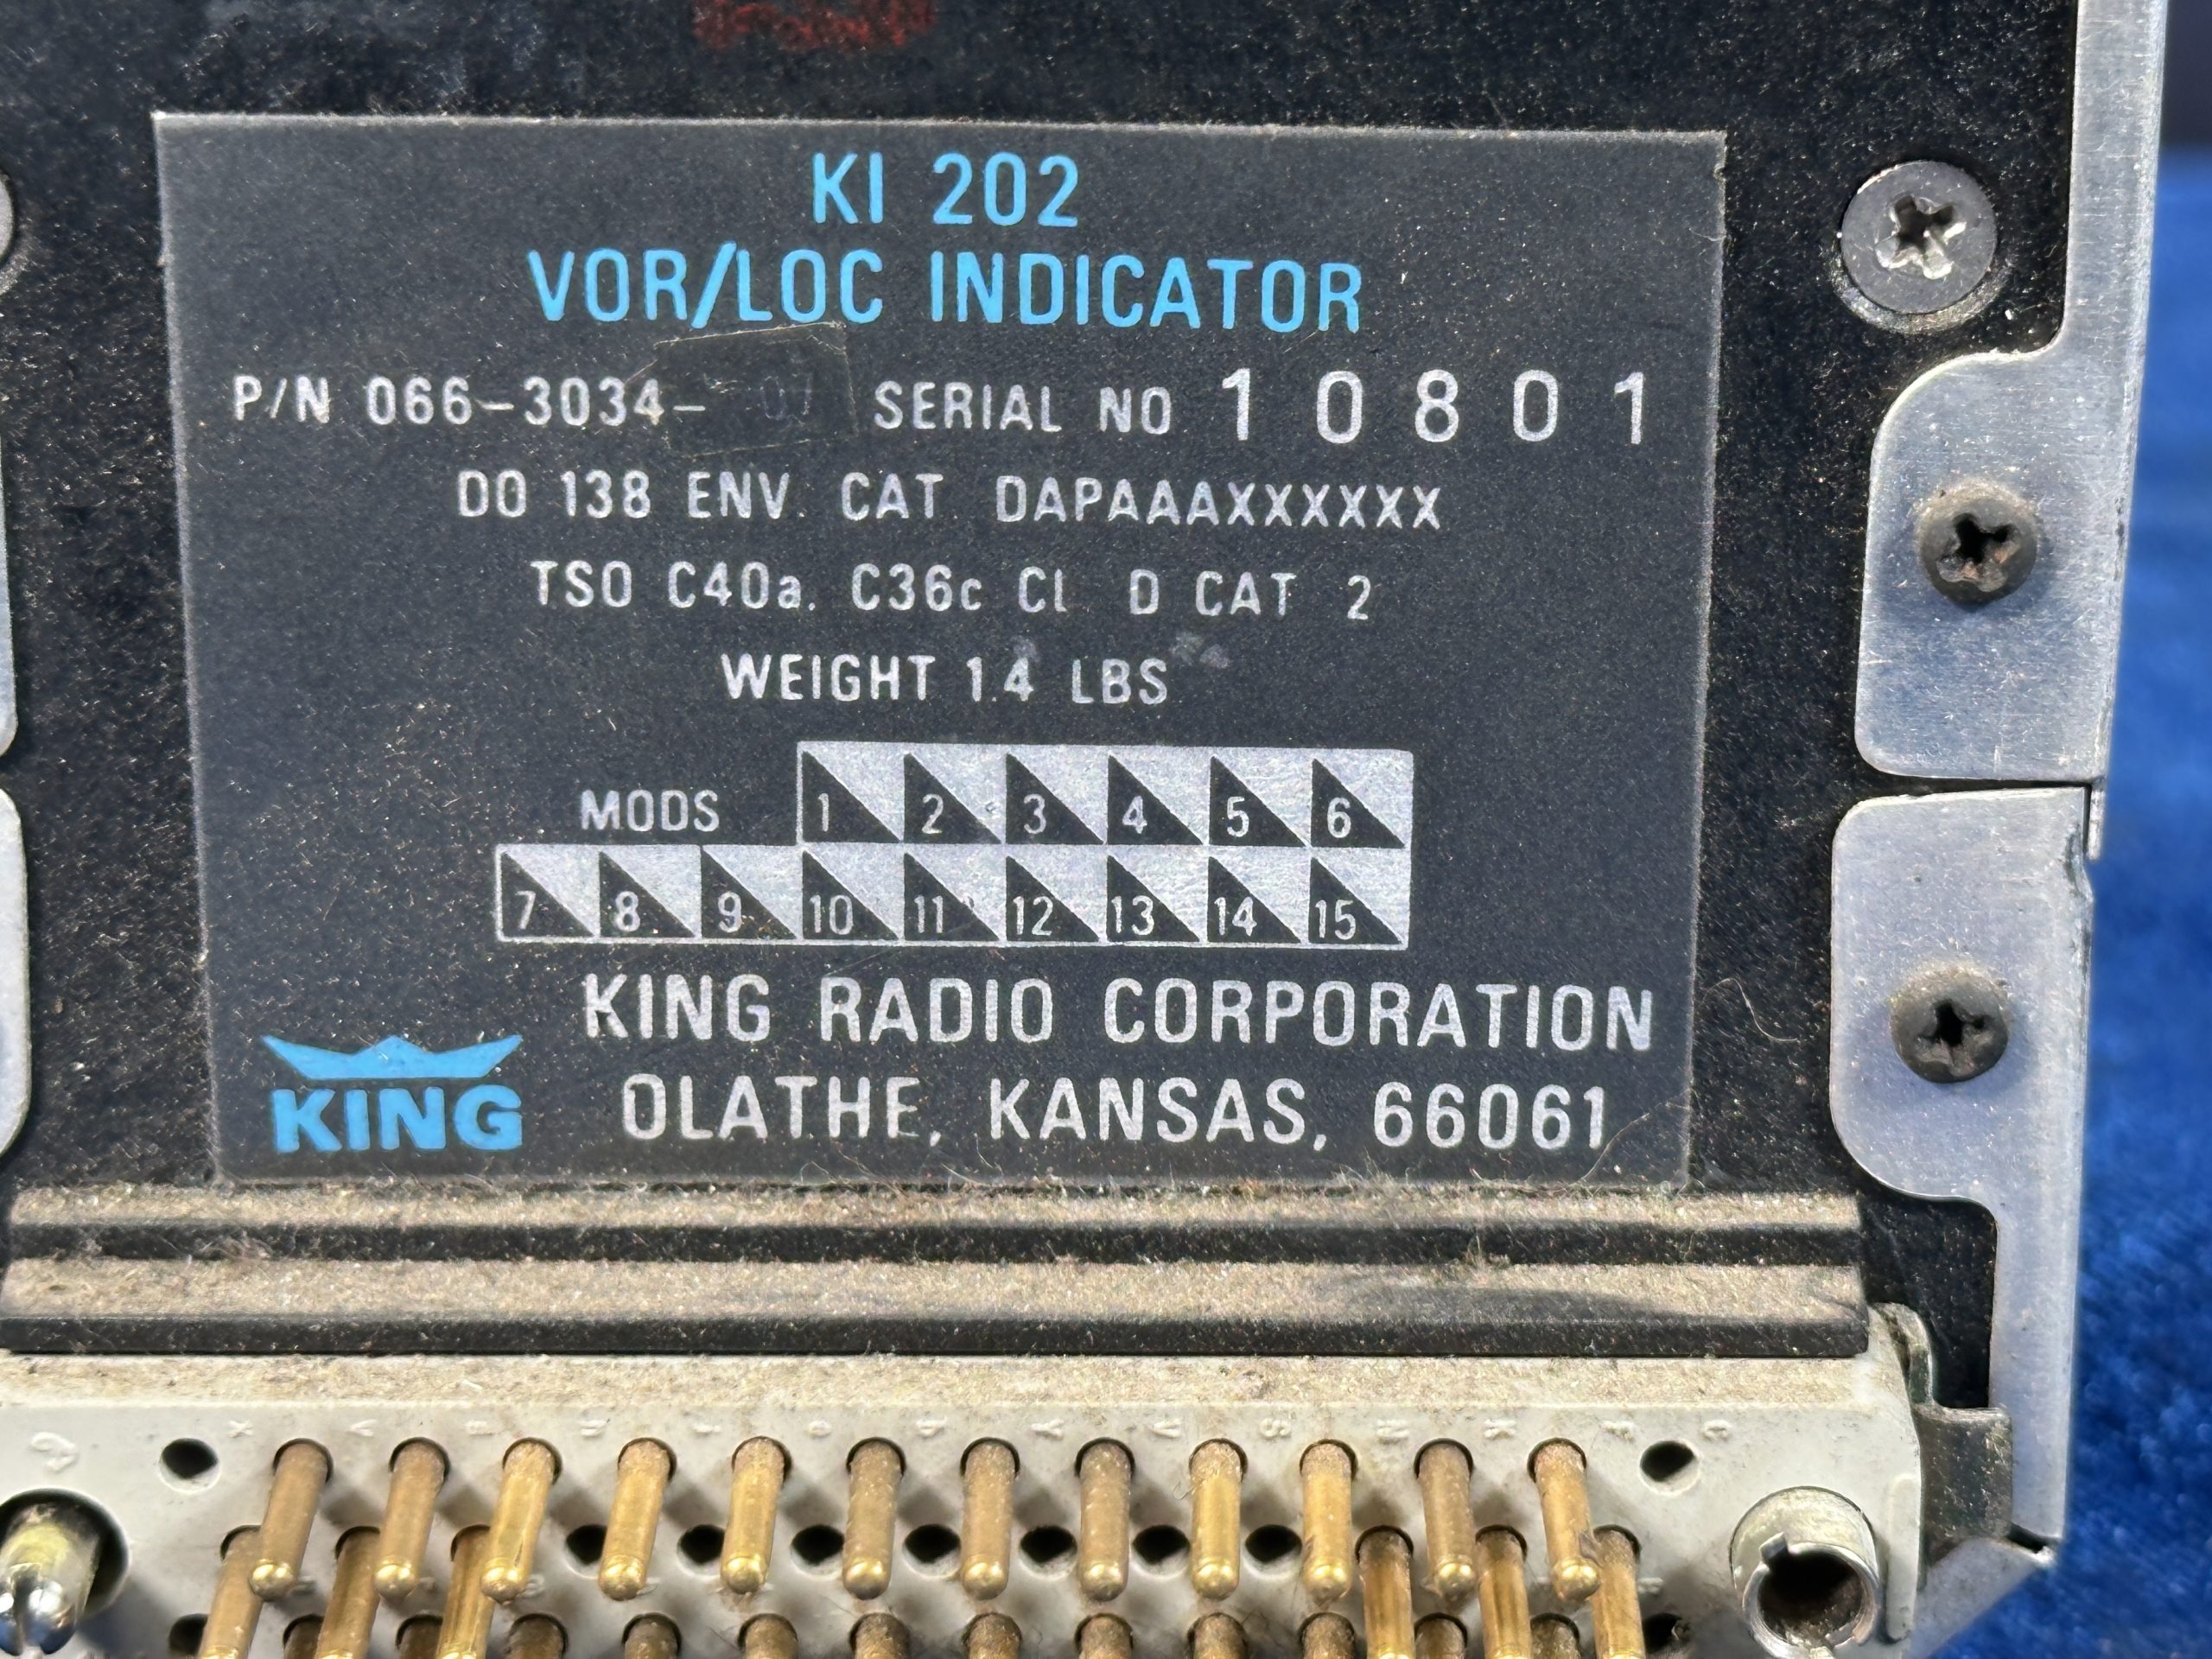 KI 202
VOR/LOC INDICATOR
P/N 066-3034- SERIAL NO 10801
DO 138 ENV. CAT. DAPAAAXXXXXX
TSO C40a, C36c Cl D CAT 2
WEIGHT 1.4 LBS
MODS 1 2 3 4 5 6
7 8 9 10 11 12 13 14 15
KING RADIO CORPORATION
KING OLATHE, KANSAS, 66061